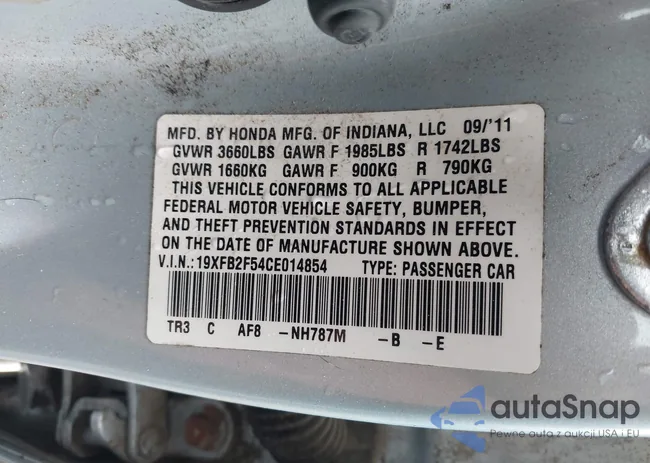 MFD. BY HONDA MFG. OF INDIANA, LLC 09/'11
GVWR 3660LBS GAWR F 1985LBS R 1742LBS
GVWR 1660KG GAWR F 900KG R 790KG
THIS VEHICLE CONFORMS TO ALL APPLICABLE
FEDERAL MOTOR VEHICLE SAFETY, BUMPER,
AND THEFT PREVENTION STANDARDS IN EFFECT
ON THE DATE OF MANUFACTURE SHOWN ABOVE.
V.I.N.:19XFB2F54CE014854 TYPE: PASSENGER CAR
TR3 C AF8 -NH787M -B -E
autaSnap
Pewne auta z aukcji USA i EU